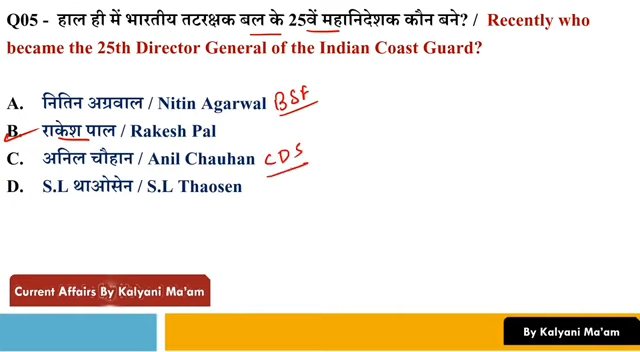 Q05 - हाल ही में भारतीय तटरक्षक बल के 25वें महानिदेशक कौन बने? / Recently who
became the 25th Director General of the Indian Coast Guard?
A. नितिन अग्रवाल / Nitin Agarwal BSF
B. राकेश पाल / Rakesh Pal
C. अनिल चौहान / Anil Chauhan CDS
D. S.L थाओसेन / S.L Thaosen
Current Affairs By Kalyani Ma'am
By Kalyani Ma'am